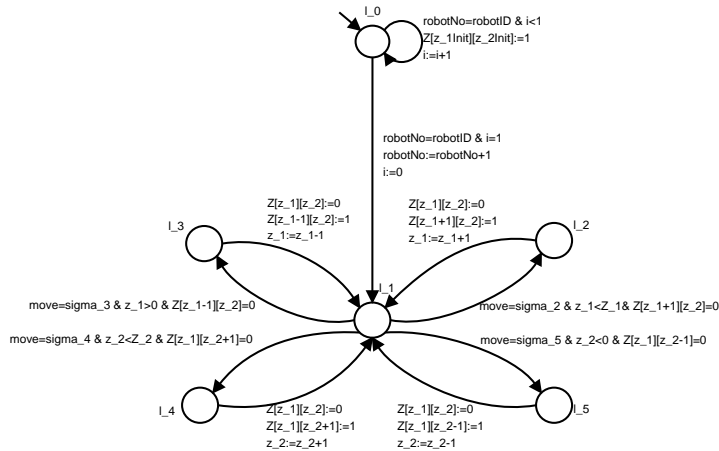 l_0
robotNo=robotID & i<1
Z[z_1Init][z_2Init]:=1
i:=i+1
robotNo=robotID & i=1
robotNo:=robotNo+1
i:=0
Z[z_1][z_2]:=0
Z[z_1-1][z_2]:=1
z_1:=z_1-1
Z[z_1][z_2]:=0
Z[z_1+1][z_2]:=1
z_1:=z_1+1
l_3
l_2
l_1
move=sigma_3 & z_1>0 & Z[z_1-1][z_2]=0
move=sigma_2 & z_1<Z_1& Z[z_1+1][z_2]=0
move=sigma_4 & z_2<Z_2 & Z[z_1][z_2+1]=0
move=sigma_5 & z_2<0 & Z[z_1][z_2-1]=0
l_4
l_5
Z[z_1][z_2]:=0
Z[z_1][z_2+1]:=1
z_2:=z_2+1
Z[z_1][z_2]:=0
Z[z_1][z_2-1]:=1
z_2:=z_2-1